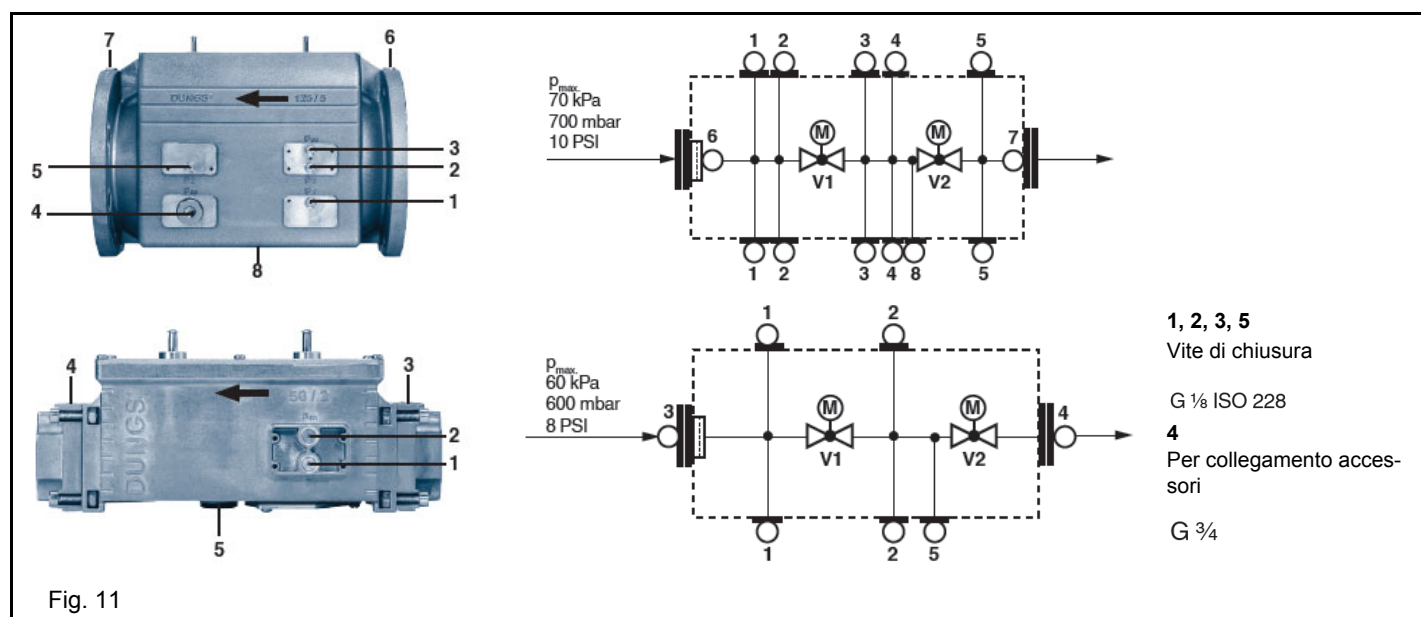 7
6
DUNGS
125/5
3
2
5
4
1
8
1 2 3 4 5
pmax.
70 kPa
700 mbar
10 PSI
6
M
M
7
V1
V2
1 2 3 4 8 5
4
3
DUNGS
50/2
2
1
5
1
2
pmax.
60 kPa
600 mbar
8 PSI
3
M
M
4
V1
V2
1
2
5
1, 2, 3, 5
Vite di chiusura
G ⅛ ISO 228
4
Per collegamento acces-
sori
G ¾
Fig. 11